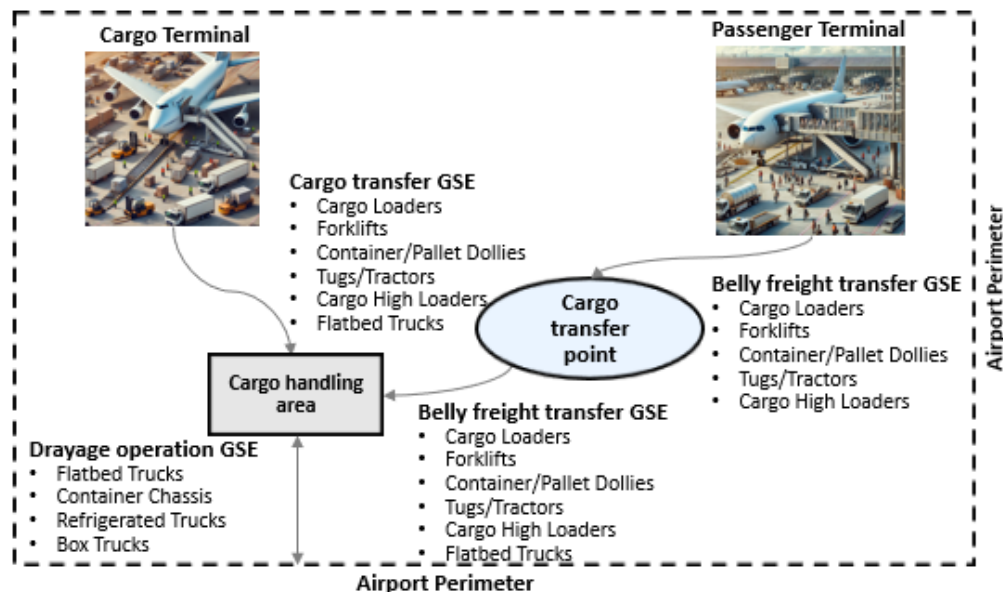 Cargo Terminal
Passenger Terminal
Cargo transfer GSE
• Cargo Loaders
• Forklifts
• Container/Pallet Dollies
• Tugs/Tractors
• Cargo High Loaders
• Flatbed Trucks
Cargo
transfer
point
Belly freight transfer GSE
• Cargo Loaders
• Forklifts
• Container/Pallet Dollies
• Tugs/Tractors
• Cargo High Loaders
Airport Perimeter
Cargo handling
area
Belly freight transfer GSE
• Cargo Loaders
• Forklifts
• Container/Pallet Dollies
• Tugs/Tractors
• Cargo High Loaders
• Flatbed Trucks
Drayage operation GSE
• Flatbed Trucks
• Container Chassis
• Refrigerated Trucks
• Box Trucks
Airport Perimeter